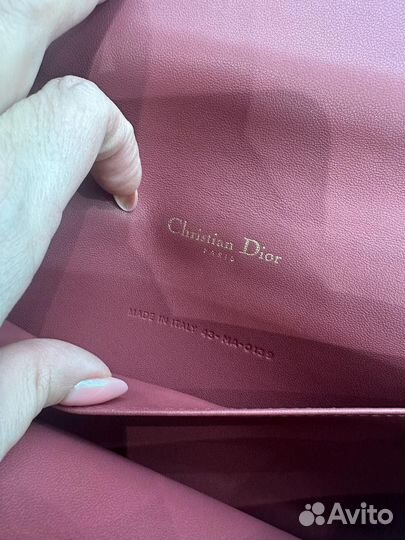 Christian Dior
PARIS
MADE IN ITALY 43-MA-0139
Avito